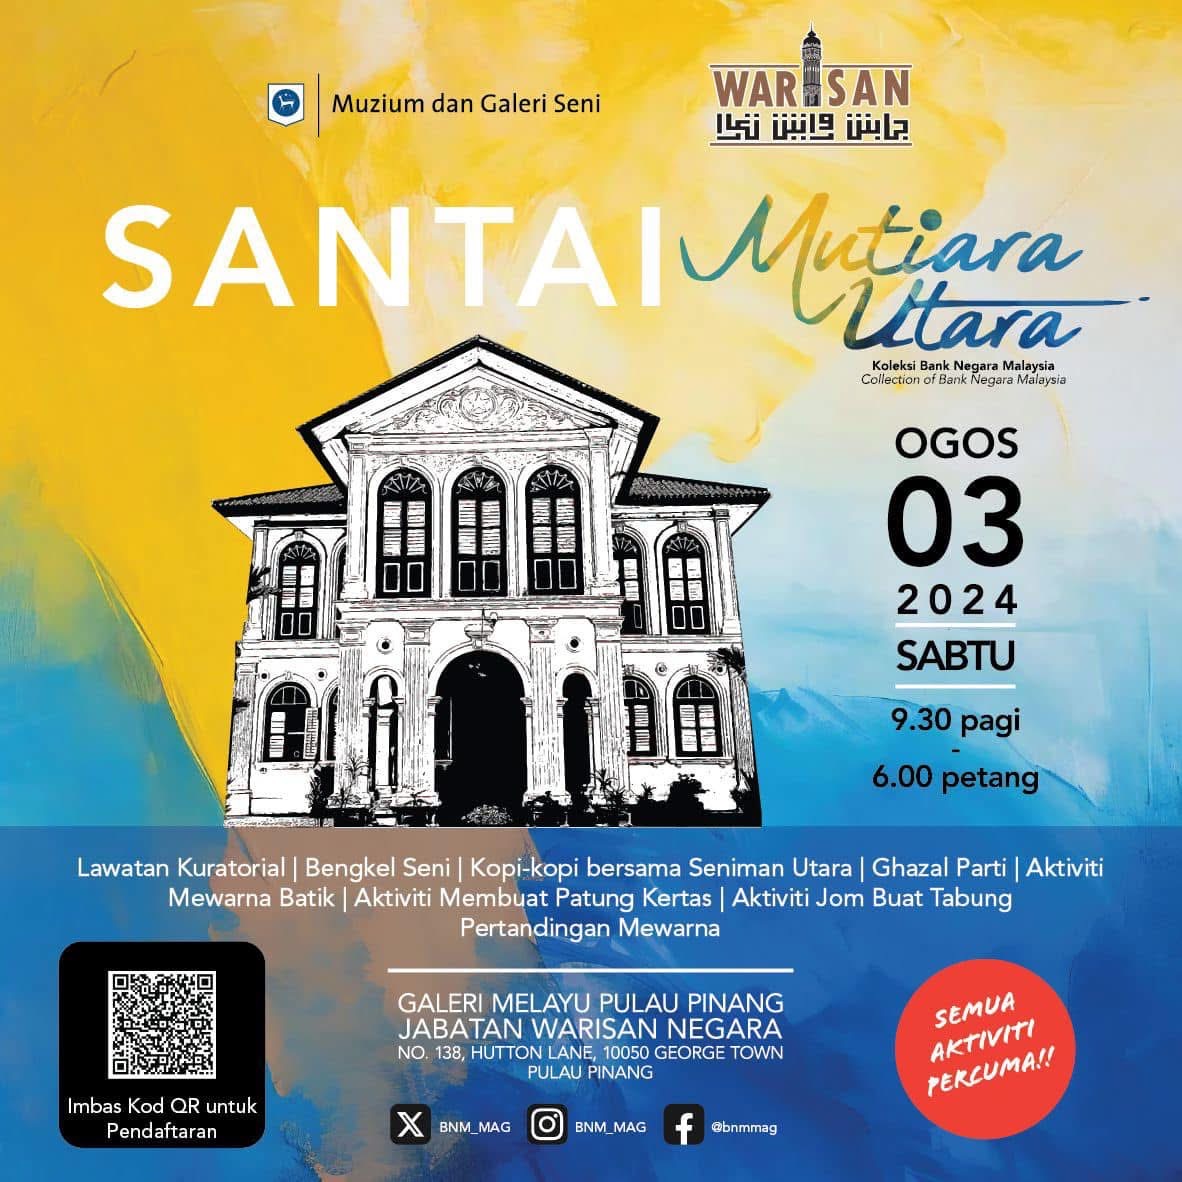 Muzium dan Galeri Seni
WARISAN
جابتن واريثن نݢارا
SANTAI
Mutiara
Utara
Koleksi Bank Negara Malaysia
Collection of Bank Negara Malaysia
OGOS
03
2024
SABTU
9.30 pagi
-
6.00 petang
Lawatan Kuratorial | Bengkel Seni | Kopi-kopi bersama Seniman Utara | Ghazal Parti | Aktiviti
Mewarna Batik | Aktiviti Membuat Patung Kertas | Aktiviti Jom Buat Tabung
Pertandingan Mewarna
Imbas Kod QR untuk
Pendaftaran
GALERI MELAYU PULAU PINANG
JABATAN WARISAN NEGARA
NO. 138, HUTTON LANE, 10050 GEORGE TOWN
PULAU PINANG
BNM_MAG
BNM_MAG
@bnmmag
SEMUA
AKTIVITI
PERCUMA!!